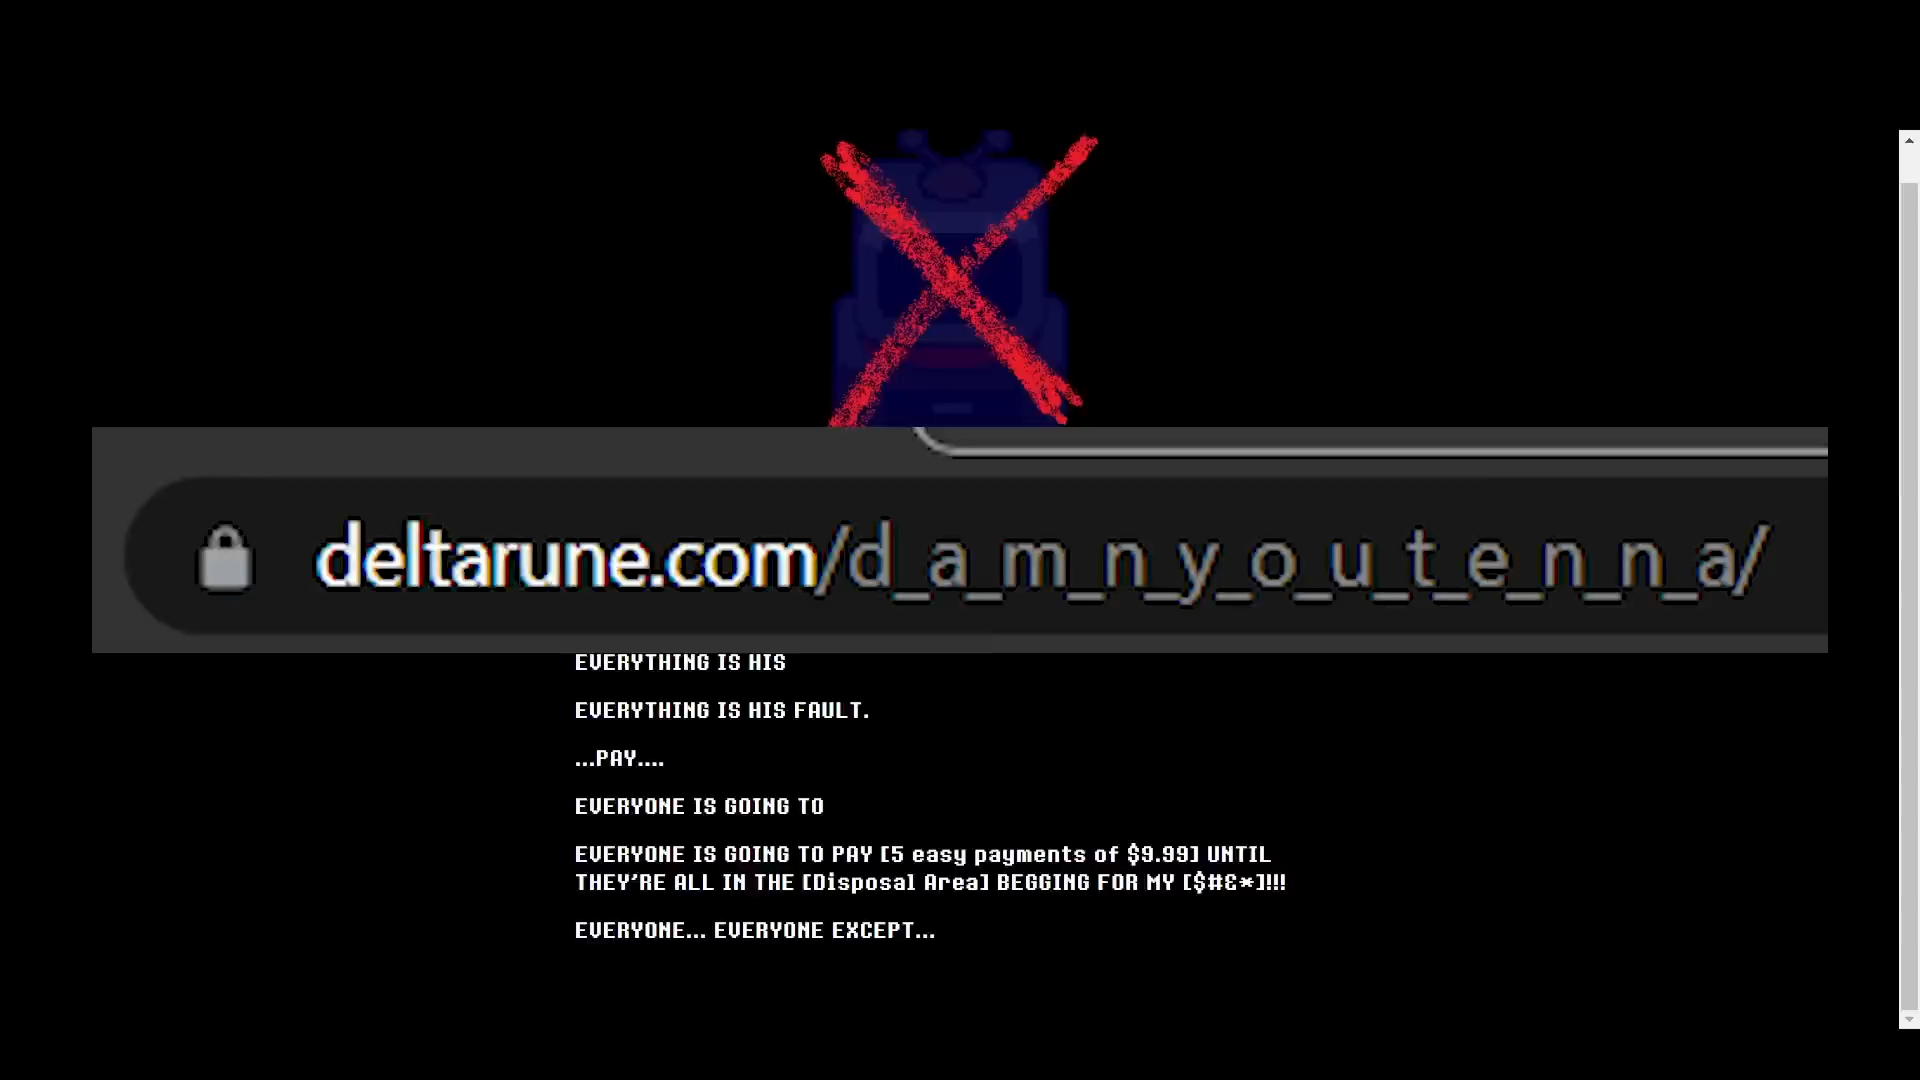 deltarune.com/d_a_m_n_y_o_u_t_e_n_n_a/
EVERYTHING IS HIS
EVERYTHING IS HIS FAULT.
...PAY....
EVERYONE IS GOING TO
EVERYONE IS GOING TO PAY [5 easy payments of $9.99] UNTIL
THEY'RE ALL IN THE [Disposal Area] BEGGING FOR MY [$#&*]!!!
EVERYONE... EVERYONE EXCEPT...